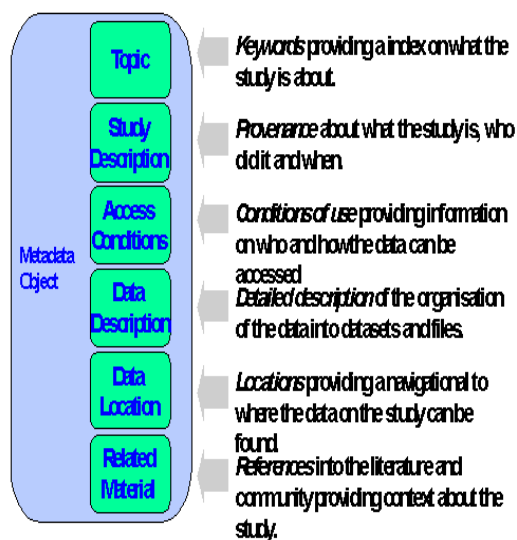 Topic
Keywords providing a index on what the
study is about.
Study
Description
Provenance about what the study is, who
did it and when.
Access
Conditions
Conditions of use providing information
on who and how the data can be
accessed
Metadata
Object
Data
Description
Detailed description of the organisation
of the data into datasets and files.
Data
Location
Locations providing a navigational to
where the data on the study can be
found.
Related
Material
References into the literature and
community providing context about the
study.